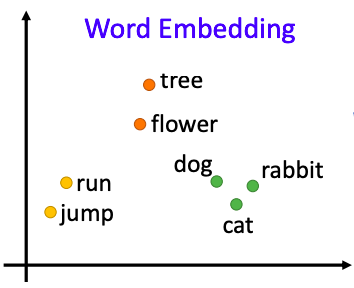 Word Embedding
tree
flower
dog
rabbit
run
jump
cat